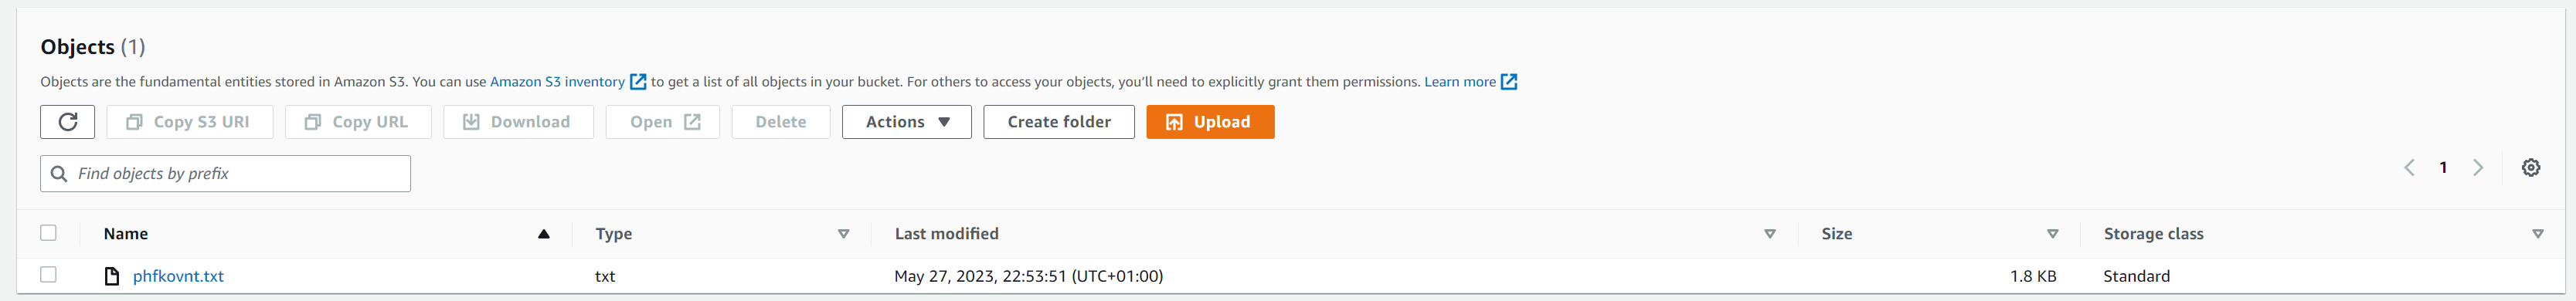 Objects (1)
Objects are the fundamental entities stored in Amazon S3. You can use Amazon S3 inventory to get a list of all objects in your bucket. For others to access your objects, you'll need to explicitly grant them permissions. Learn more
Copy S3 URI Copy URL Download Open Delete Actions Create folder Upload
Find objects by prefix 1
Name Type Last modified Size Storage class
phfkovnt.txt txt May 27, 2023, 22:53:51 (UTC+01:00) 1.8 KB Standard